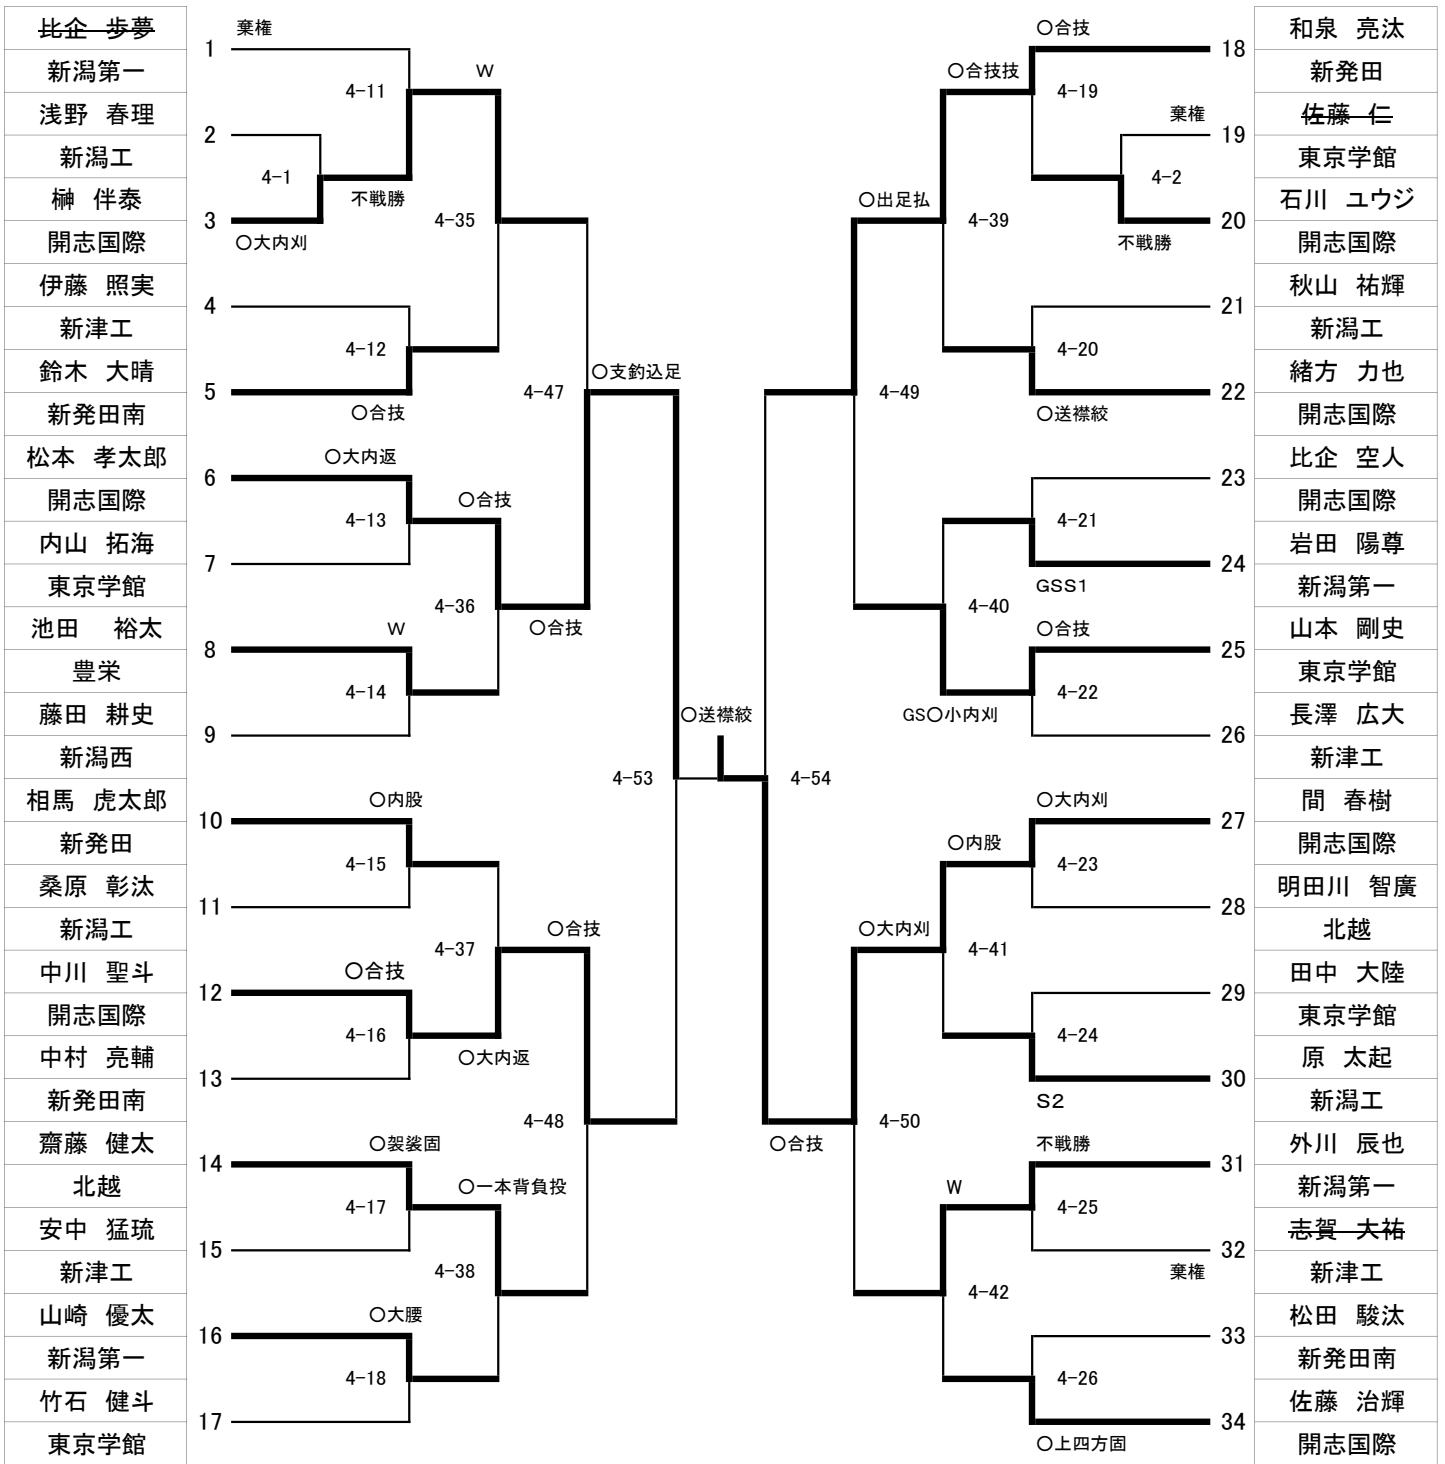 比企 歩夢
1
棄権
新潟第一
浅野 春理
2
新潟工
榊 伴泰
3
開志国際
伊藤 照実
4
新津工
鈴木 大晴
5
新発田南
松本 孝太郎
6
開志国際
内山 拓海
7
東京学館
池田 裕太
8
豊栄
藤田 耕史
9
新潟西
相馬 虎太郎
10
新発田
桑原 彰汰
11
新潟工
中川 聖斗
12
開志国際
中村 亮輔
13
新発田南
齋藤 健太
14
北越
安中 猛琉
15
新津工
山崎 優太
16
新潟第一
竹石 健斗
17
東京学館
4-11
4-1
不戦勝
○大内刈
W
4-35
4-12
○合技
4-47
○支釣込足
○大内返
4-13
○合技
4-36
W
4-14
○合技
4-53
○送襟絞
○内股
4-15
4-37
○合技
4-16
○大内返
○合技
4-48
○袈裟固
4-17
○一本背負投
4-38
○大腰
4-18
○合技
○合技技
4-19
棄権
4-2
不戦勝
○出足払
4-39
4-20
○送襟絞
4-49
4-21
GSS1
4-40
○合技
4-22
GS○小内刈
4-54
○大内刈
○内股
4-23
○大内刈
4-41
4-24
S2
○合技
4-50
不戦勝
W
4-25
棄権
4-42
4-26
○上四方固
和泉 亮汰
18
新発田
佐藤 仁
19
東京学館
石川 ユウジ
20
開志国際
秋山 祐輝
21
新潟工
緒方 力也
22
開志国際
比企 空人
23
開志国際
岩田 陽尊
24
新潟第一
山本 剛史
25
東京学館
長澤 広大
26
新津工
間 春樹
27
開志国際
明田川 智廣
28
北越
田中 大陸
29
東京学館
原 太起
30
新潟工
外川 辰也
31
新潟第一
志賀 大祐
32
新津工
松田 駿汰
33
新発田南
佐藤 治輝
34
開志国際